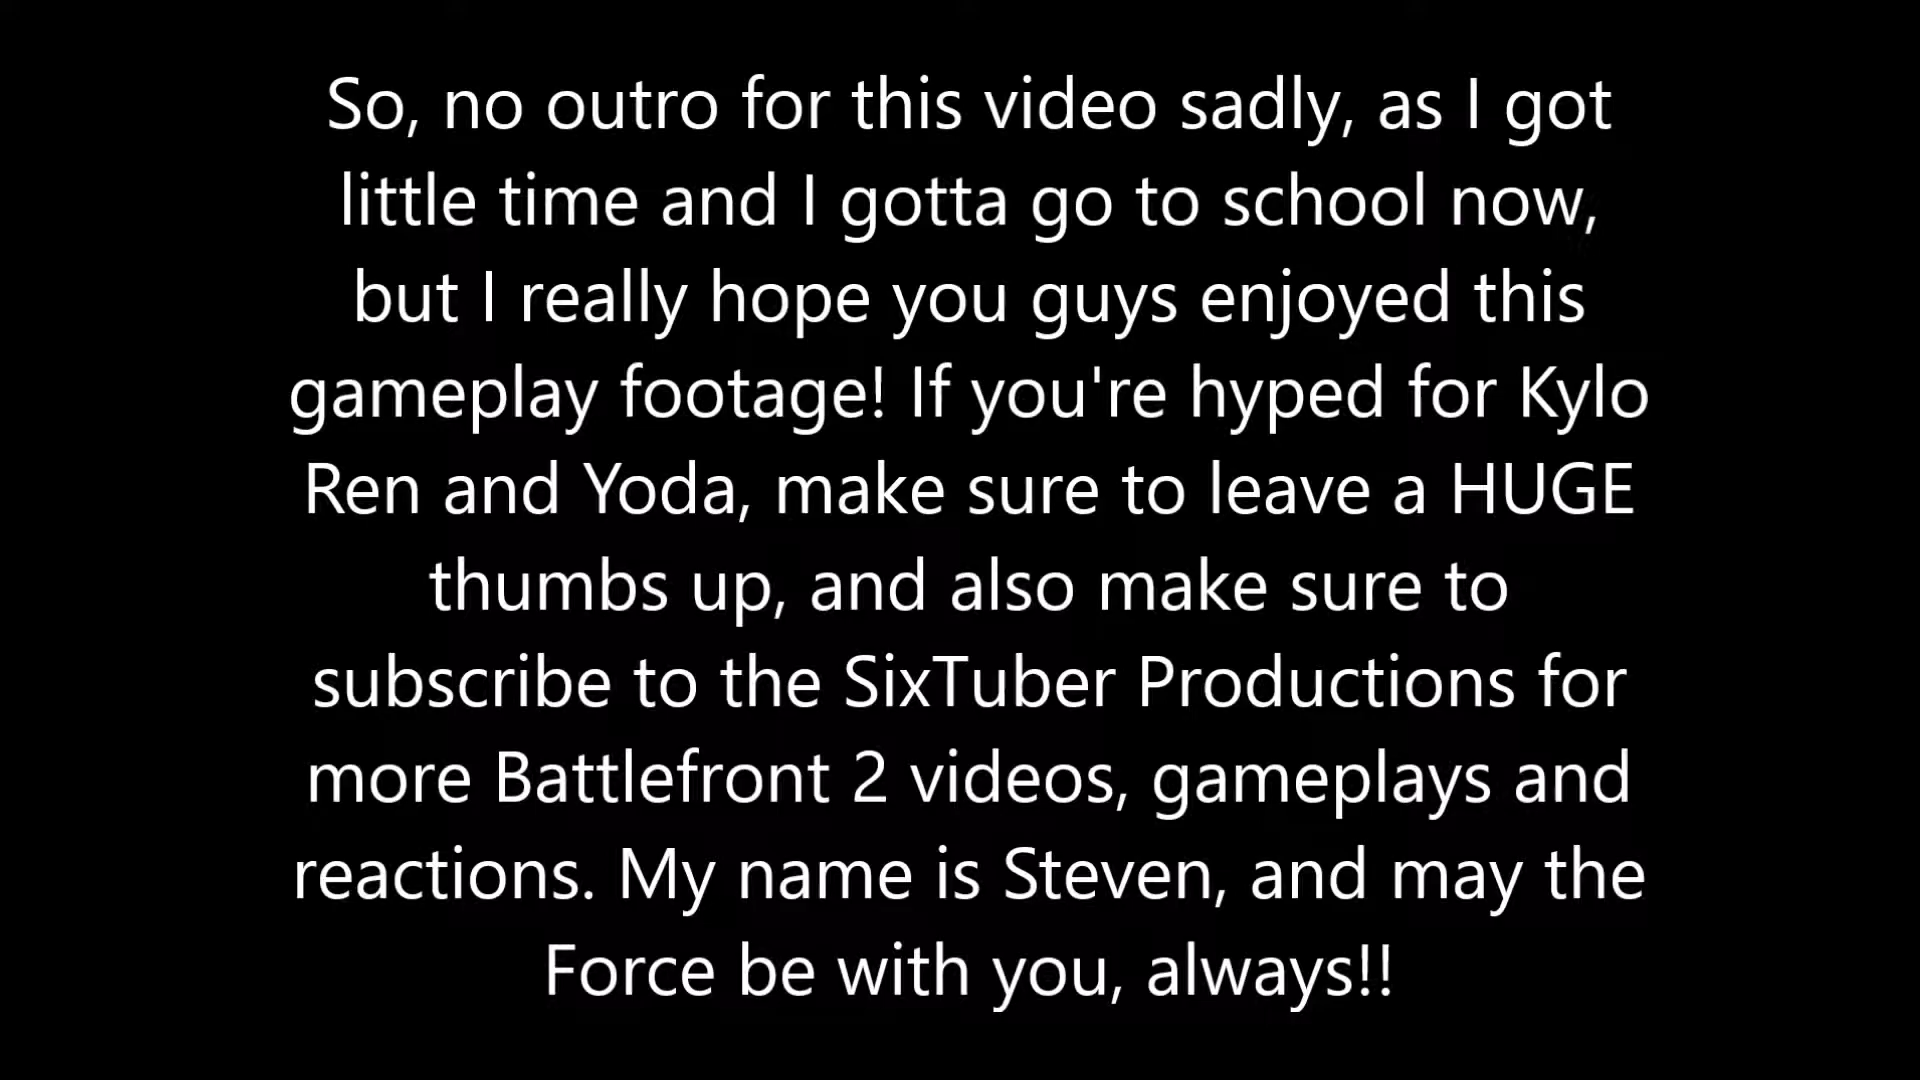 So, no outro for this video sadly, as I got
little time and I gotta go to school now,
but I really hope you guys enjoyed this
gameplay footage! If you're hyped for Kylo
Ren and Yoda, make sure to leave a HUGE
thumbs up, and also make sure to
subscribe to the SixTuber Productions for
more Battlefront 2 videos, gameplays and
reactions. My name is Steven, and may the
Force be with you, always!!